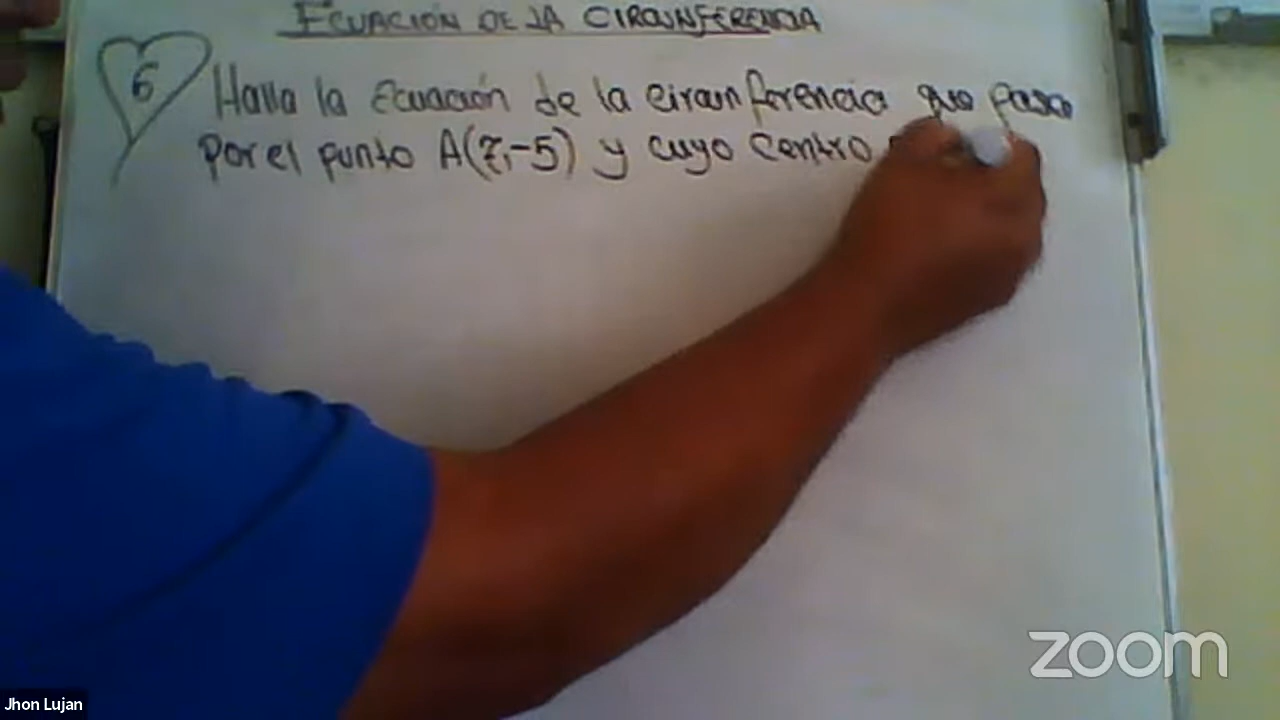 ECUACIÓN DE LA CIRCUNFERENCIA
6 Halla la Ecuación de la circunferencia que pasa
por el punto A(7,-5) y cuyo centro
zoom
Jhon Lujan